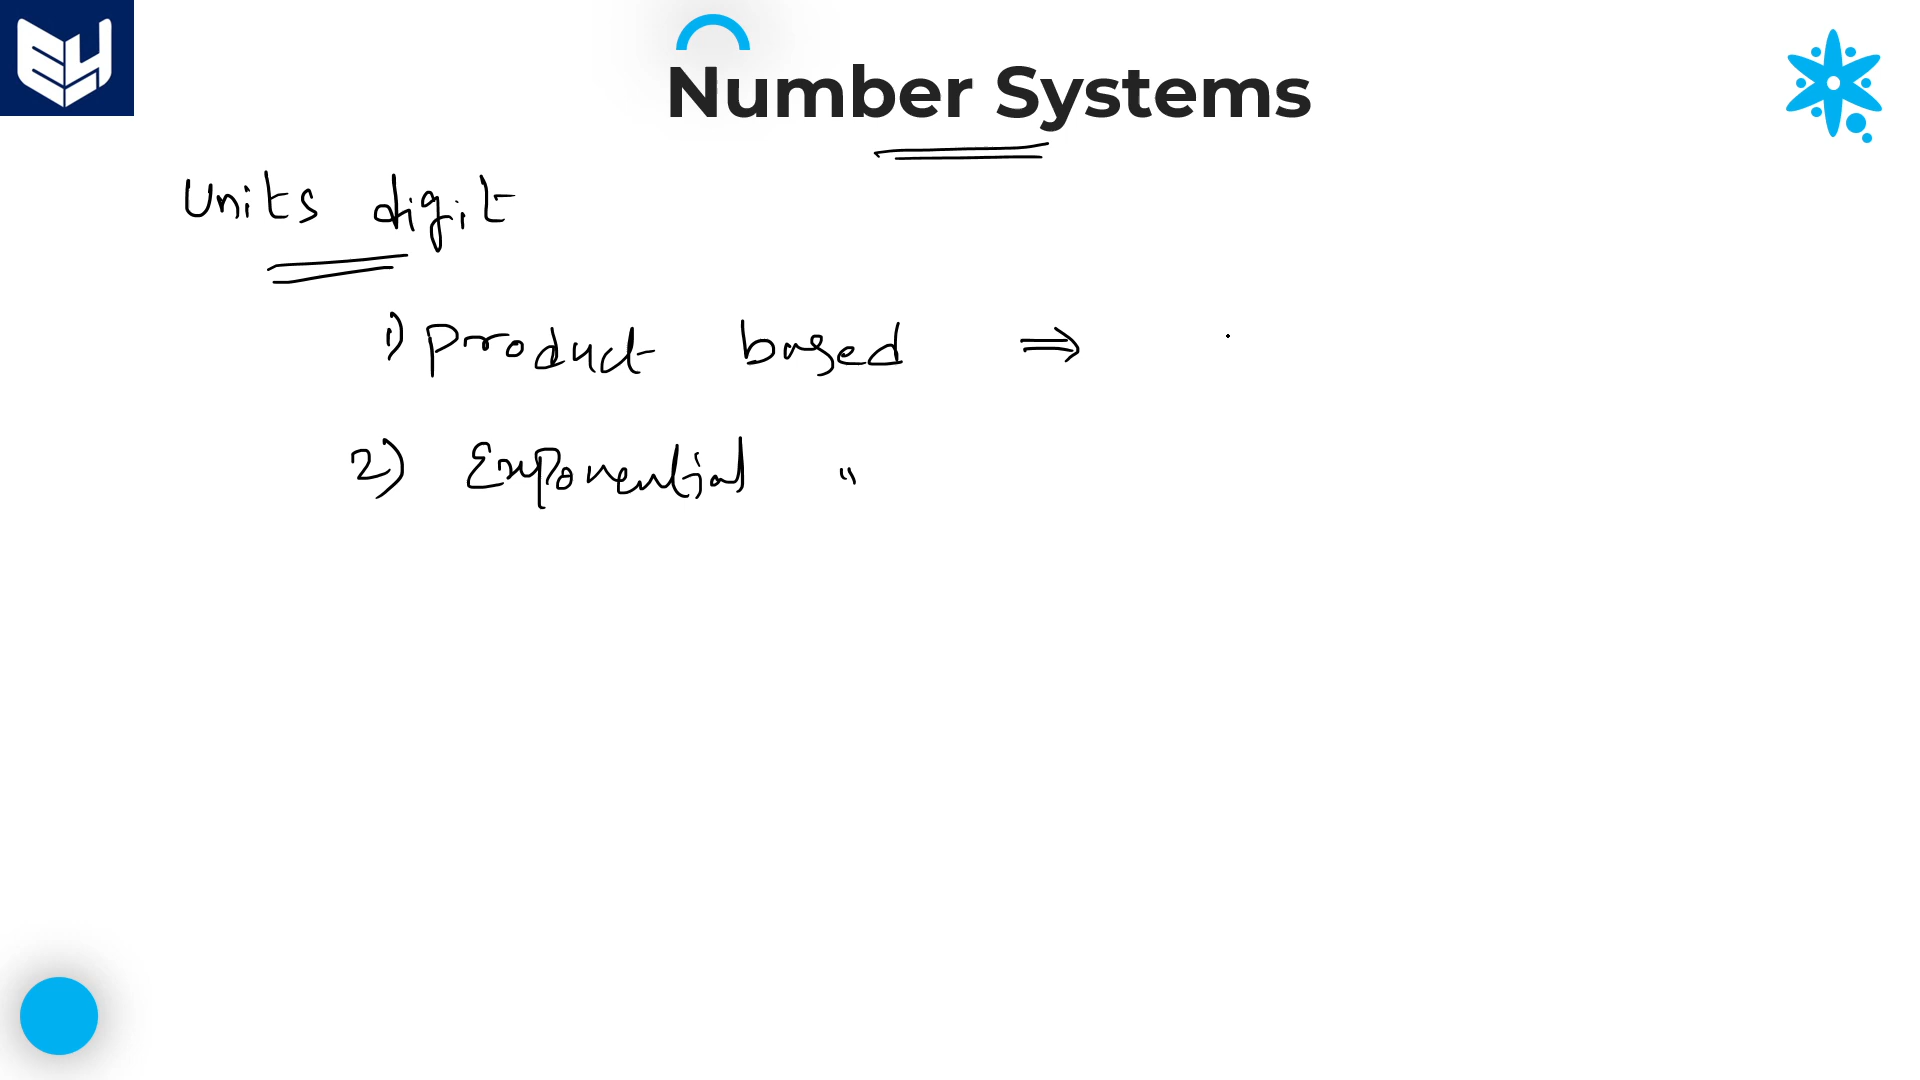 Number Systems
Units digit
1) Product based ⇒
2) Exponential "